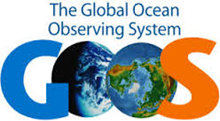 The Global Ocean
Observing System
GOOS